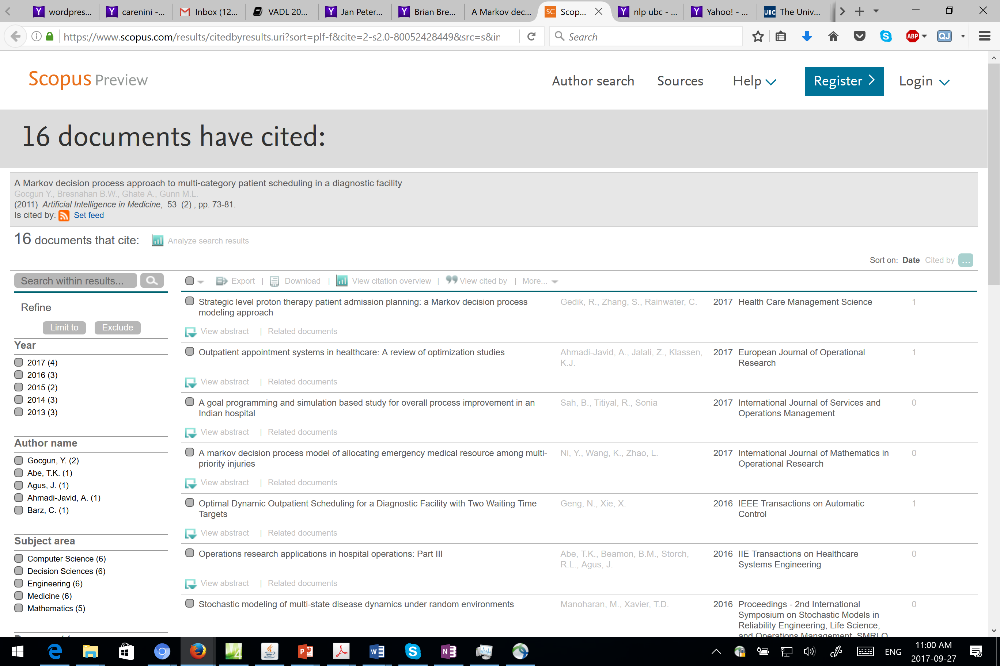 wordpres...
carenini -...
Inbox (12...
VADL 20...
Jan Peter...
Brian Bre...
A Markov dec...
SC Scop...
nlp ubc - ...
Yahoo! - ...
UBC The Univ...
https://www.scopus.com/results/citedbyresults.uri?sort=plf-f&cite=2-s2.0-80052428449&src=s&in
Search
ABP
QJ
Scopus Preview
Author search
Sources
Help
Register
Login
16 documents have cited:
A Markov decision process approach to multi-category patient scheduling in a diagnostic facility
Gocgun Y., Bresnahan B.W., Ghate A., Gunn M.L.
(2011) Artificial Intelligence in Medicine, 53 (2) , pp. 73-81.
Is cited by: Set feed
16 documents that cite: Analyze search results
Sort on: Date Cited by ...
Search within results...
Export | Download | View citation overview | View cited by | More...
Refine
Limit to Exclude
Year
2017 (4)
2016 (3)
2015 (2)
2014 (3)
2013 (3)
Author name
Gocgun, Y. (2)
Abe, T.K. (1)
Agus, J. (1)
Ahmadi-Javid, A. (1)
Barz, C. (1)
Subject area
Computer Science (6)
Decision Sciences (6)
Engineering (6)
Medicine (6)
Mathematics (5)
Strategic level proton therapy patient admission planning: a Markov decision process
modeling approach
Gedik, R., Zhang, S., Rainwater, C.
2017
Health Care Management Science
1
View abstract | Related documents
Outpatient appointment systems in healthcare: A review of optimization studies
Ahmadi-Javid, A., Jalali, Z., Klassen,
K.J.
2017
European Journal of Operational
Research
1
View abstract | Related documents
A goal programming and simulation based study for overall process improvement in an
Indian hospital
Sah, B., Titiyal, R., Sonia
2017
International Journal of Services and
Operations Management
0
View abstract | Related documents
A markov decision process model of allocating emergency medical resource among multi-
priority injuries
Ni, Y., Wang, K., Zhao, L.
2017
International Journal of Mathematics in
Operational Research
0
View abstract | Related documents
Optimal Dynamic Outpatient Scheduling for a Diagnostic Facility with Two Waiting Time
Targets
Geng, N., Xie, X.
2016
IEEE Transactions on Automatic
Control
1
View abstract | Related documents
Operations research applications in hospital operations: Part III
Abe, T.K., Beamon, B.M., Storch,
R.L., Agus, J.
2016
IIE Transactions on Healthcare
Systems Engineering
0
View abstract | Related documents
Stochastic modeling of multi-state disease dynamics under random environments
Manoharan, M., Xavier, T.D.
2016
Proceedings - 2nd International
Symposium on Stochastic Models in
Reliability Engineering, Life Science,
and Operations Management, SMRLO
0
ENG
11:00 AM
2017-09-27